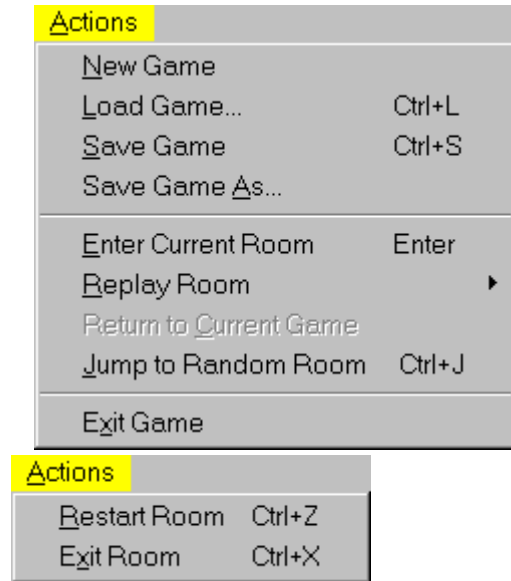 Actions
New Game
Load Game... Ctrl+L
Save Game Ctrl+S
Save Game As...
Enter Current Room Enter
Replay Room
Return to Current Game
Jump to Random Room Ctrl+J
Exit Game
Actions
Restart Room Ctrl+Z
Exit Room Ctrl+X